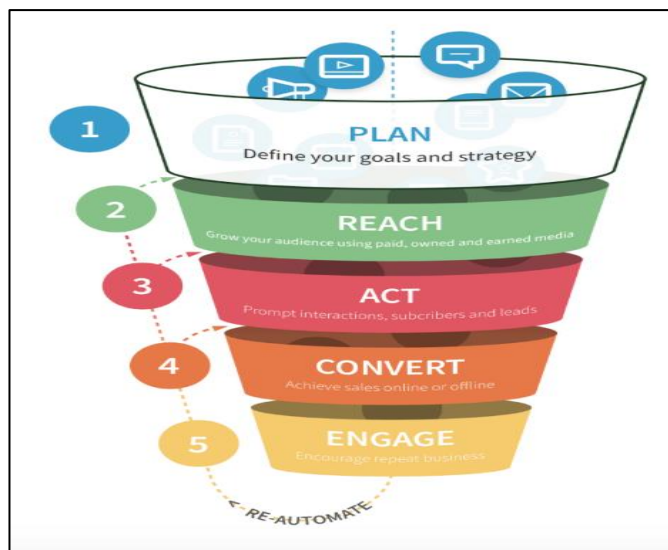 1
PLAN
Define your goals and strategy
2
REACH
Grow your audience using paid, owned and earned media
3
ACT
Prompt interactions, subcribers and leads
4
CONVERT
Achieve sales online or offline
5
ENGAGE
Encourage repeat business
< RE-AUTOMATE